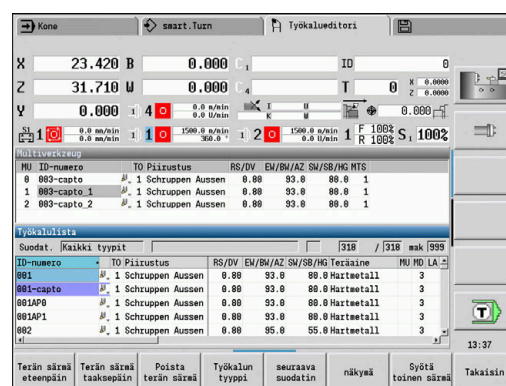 Kone smart.Turn Työkalueditori
X 23.420 B 0.000 C 1 ID 0
Z 31.710 W 0.000 C 4 T 0 X 0.0000 Z 0.0000
Y 0.000 4 0 0.0 m/min 0.0 U/min I U K W 0.000
S1 1 0.0 mm/min 0.0 m/min 1 0 1500.0 m/min 360.0 ° 2 0 1500.0 m/min 0.0 U/min 1 F 100% R 100% S 1 100%
Multiverkzeug
MU ID-numero TO Piirustus RS/DV EW/BW/AZ SW/SB/HG MTS
0 003-capto 1 Schruppen Aussen 0.80 93.0 80.0 1
1 003-capto_1 1 Schruppen Aussen 0.80 93.0 80.0 1
2 003-capto_2 1 Schruppen Aussen 0.80 93.0 80.0 1
Työkalulista
Suodat. Kaikki tyypit 318 / 318 mak 999
ID-numero TO Piirustus RS/DV EW/BW/AZ SW/SB/HG Teräaine MU MD LA
001 1 Schruppen Aussen 0.80 93.0 80.0 Hartmetall 3
001-capto 1 Schruppen Aussen 0.80 93.0 80.0 Hartmetall 3
001AP0 1 Schruppen Aussen 0.80 93.0 80.0 Hartmetall 3
001AP1 1 Schruppen Aussen 0.80 93.0 80.0 Hartmetall 3
002 1 Schruppen Aussen 0.80 95.0 55.0 Hartmetall 3
T
13:37
Terän särmä eteenpäin
Terän särmä taaksepäin
Poista terän särmä
Työkalun tyyppi
seuraava suodatin
näkymä
Syötä toinen särmä
Takaisin